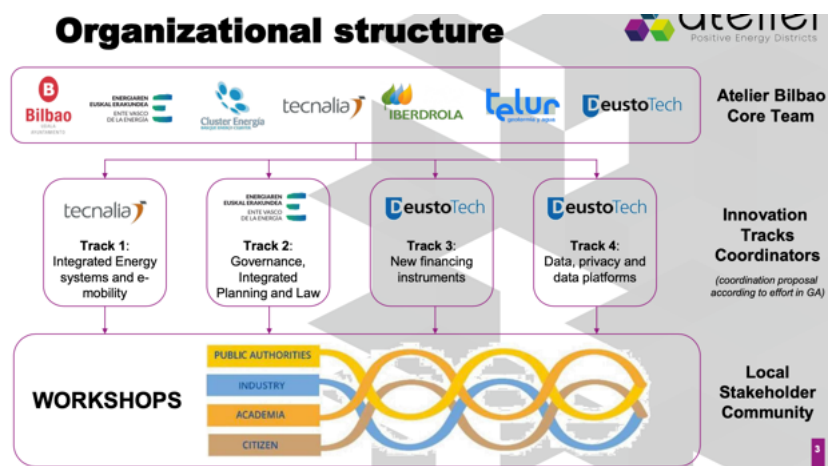 Organizational structure
atelier
Positive Energy Districts
Bilbao
ENERGIAREN
EUSKAL ERAKUNDEA
ENTE VASCO
DE LA ENERGÍA
Cluster Energía
tecnalia
IBERDROLA
telur
geotermia y agua
DeustoTech
Atelier Bilbao
Core Team
tecnalia
Track 1:
Integrated Energy
systems and e-
mobility
ENERGIAREN
EUSKAL ERAKUNDEA
ENTE VASCO
DE LA ENERGÍA
Track 2:
Governance,
Integrated
Planning and Law
DeustoTech
Track 3:
New financing
instruments
DeustoTech
Track 4:
Data, privacy and
data platforms
Innovation
Tracks
Coordinators
(coordination proposal
according to effort in GA)
WORKSHOPS
PUBLIC AUTHORITIES
INDUSTRY
ACADEMIA
CITIZEN
Local
Stakeholder
Community
3